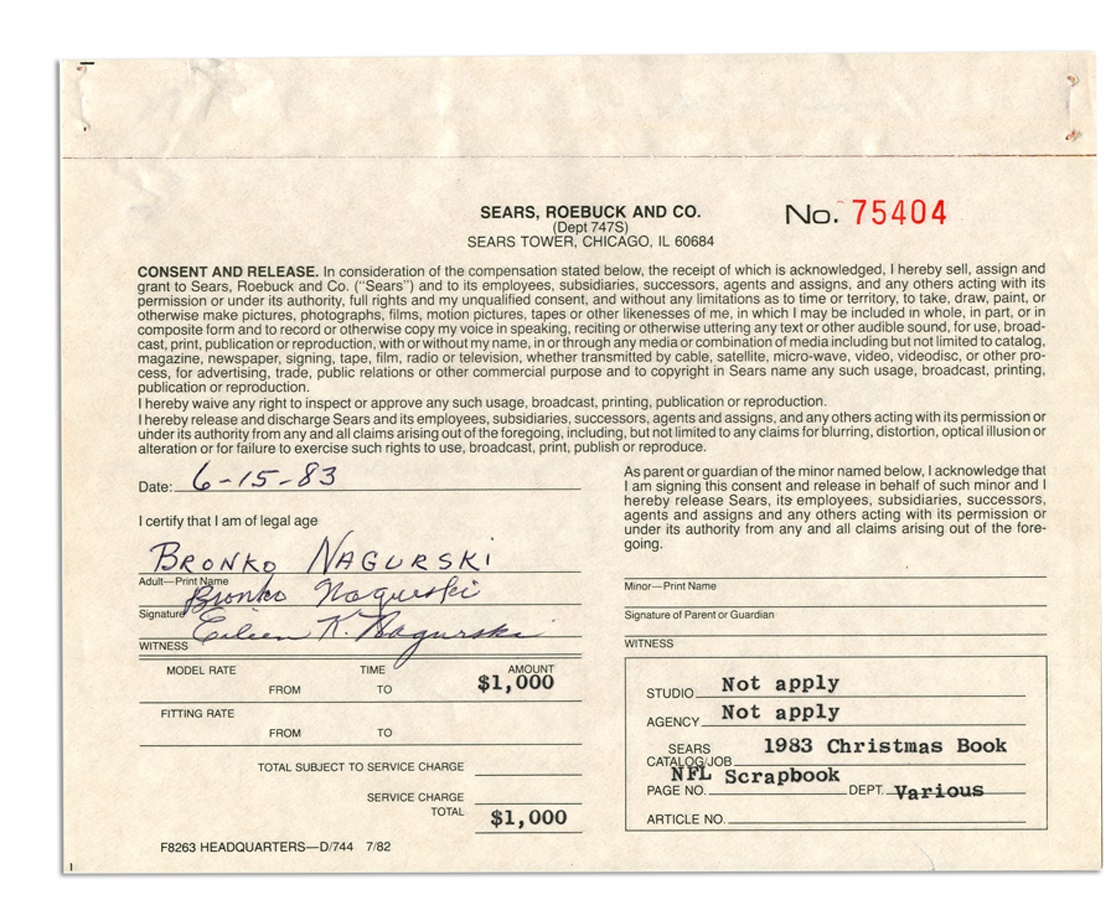 SEARS, ROEBUCK AND CO.
(Dept 747S)
SEARS TOWER, CHICAGO, IL 60684
No. 75404
CONSENT AND RELEASE. In consideration of the compensation stated below, the receipt of which is acknowledged, I hereby sell, assign and
grant to Sears, Roebuck and Co. (“Sears”) and to its employees, subsidiaries, successors, agents and assigns, and any others acting with its
permission or under its authority, full rights and my unqualified consent, and without any limitations as to time or territory, to take, draw, paint, or
otherwise make pictures, photographs, films, motion pictures, tapes or other likenesses of me, in which I may be included in whole, in part, or in
composite form and to record or otherwise copy my voice in speaking, reciting or otherwise uttering any text or other audible sound, for use, broad-
cast, print, publication or reproduction, with or without my name, in or through any media or combination of media including but not limited to catalog,
magazine, newspaper, signing, tape, film, radio or television, whether transmitted by cable, satellite, micro-wave, video, videodisc, or other pro-
cess, for advertising, trade, public relations or other commercial purpose and to copyright in Sears name any such usage, broadcast, printing,
publication or reproduction.
I hereby waive any right to inspect or approve any such usage, broadcast, printing, publication or reproduction.
I hereby release and discharge Sears and its employees, subsidiaries, successors, agents and assigns, and any others acting with its permission or
under its authority from any and all claims arising out of the foregoing, including, but not limited to any claims for blurring, distortion, optical illusion or
alteration or for failure to exercise such rights to use, broadcast, print, publish or reproduce.
Date: 6-15-83
I certify that I am of legal age
BRONKO NAGURSKI
Adult—Print Name
Bronko Nagurski
Signature
Eileen K. Nagurski
WITNESS
MODEL RATE TIME AMOUNT
FROM TO $1,000
FITTING RATE
FROM TO
TOTAL SUBJECT TO SERVICE CHARGE
SERVICE CHARGE
TOTAL $1,000
F8263 HEADQUARTERS—D/744 7/82
As parent or guardian of the minor named below, I acknowledge that
I am signing this consent and release in behalf of such minor and I
hereby release Sears, its employees, subsidiaries, successors,
agents and assigns and any others acting with its permission or
under its authority from any and all claims arising out of the fore-
going.
Minor—Print Name
Signature of Parent or Guardian
WITNESS
STUDIO Not apply
AGENCY Not apply
SEARS
CATALOG/JOB 1983 Christmas Book
NFL Scrapbook
PAGE NO. DEPT. Various
ARTICLE NO.